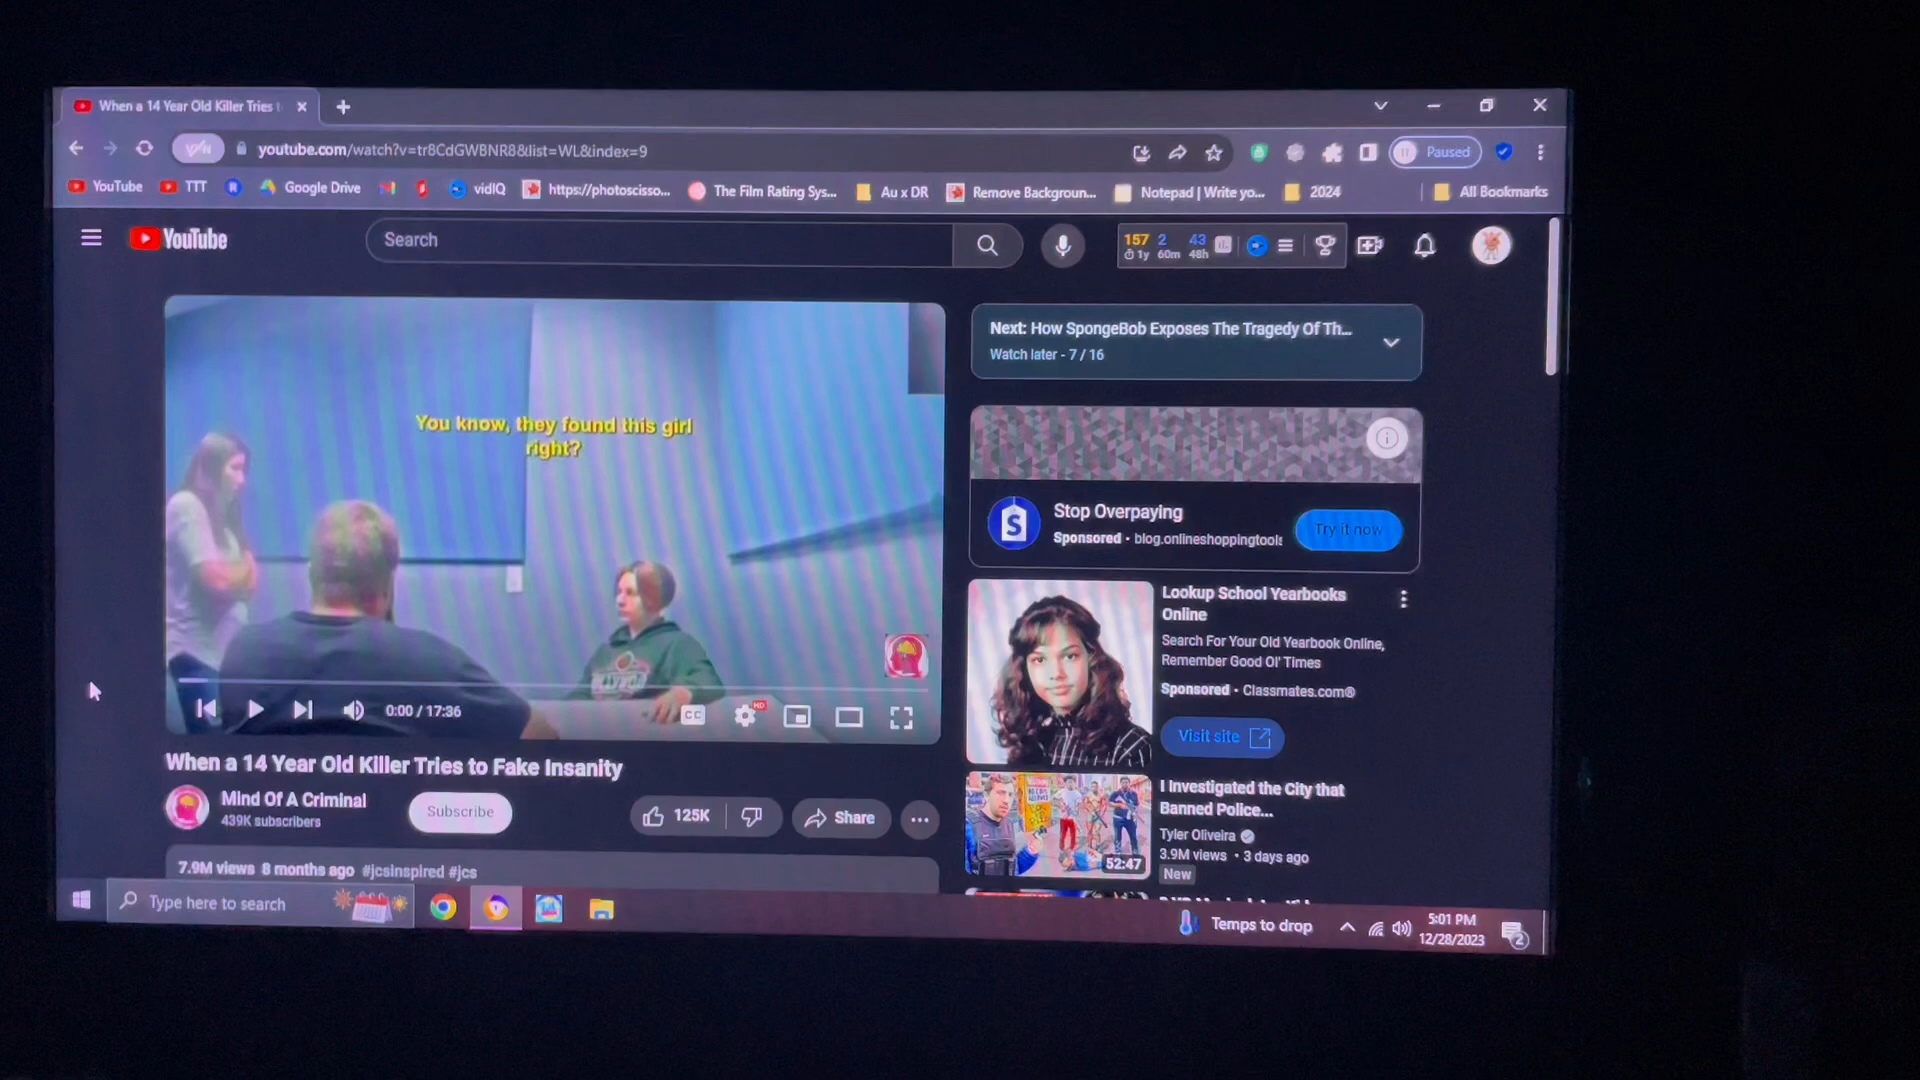 When a 14 Year Old Killer Tries t
youtube.com/watch?v=tr8CdGWBNR8&list=WL&index=9
Paused
YouTube
TTT
Google Drive
vidIQ
https://photoscisso...
The Film Rating Sys...
Au x DR
Remove Backgroun...
Notepad | Write yo...
2024
All Bookmarks
YouTube
Search
157 2 43
1y 60m 48h
You know, they found this girl
right?
0:00 / 17:36
CC
HD
When a 14 Year Old Killer Tries to Fake Insanity
Mind Of A Criminal
439K subscribers
Subscribe
125K
Share
7.9M views 8 months ago #jcsinspired #jcs
Next: How SpongeBob Exposes The Tragedy Of Th...
Watch later - 7 / 16
S
Stop Overpaying
Sponsored • blog.onlineshoppingtools
Try it now
Lookup School Yearbooks
Online
Search For Your Old Yearbook Online,
Remember Good Ol' Times
Sponsored • Classmates.com®
Visit site
I Investigated the City that
Banned Police...
Tyler Oliveira
3.9M views • 3 days ago
New
52:47
Type here to search
Temps to drop
5:01 PM
12/28/2023
2